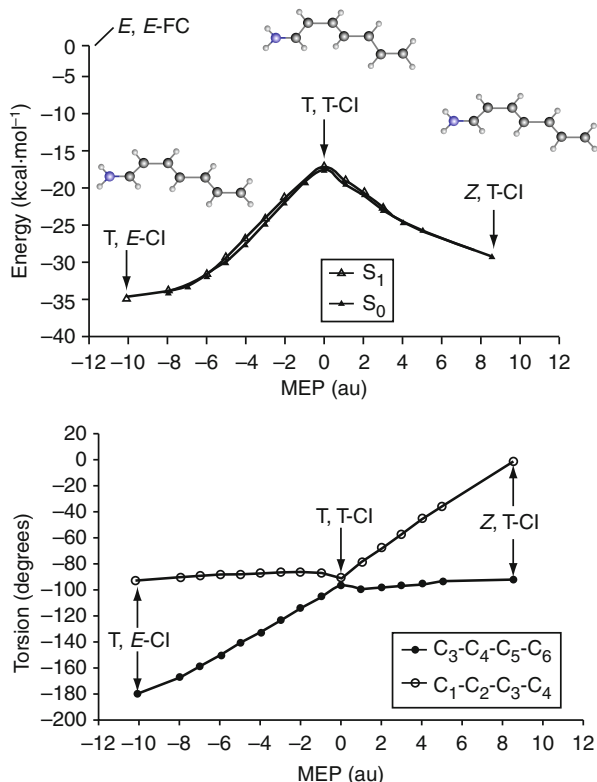 E, E-FC
0
−5
−10
−15
−20
−25
−30
−35
−40
Energy (kcal·mol⁻¹)
T, T-CI
Z, T-CI
T, E-CI
S₁
S₀
−12 −10 −8 −6 −4 −2 0 2 4 6 8 10 12
MEP (au)
20
0
−20
−40
−60
−80
−100
−120
−140
−160
−180
−200
Torsion (degrees)
T, T-CI
Z, T-CI
T, E-CI
C₃-C₄-C₅-C₆
C₁-C₂-C₃-C₄
−12 −10 −8 −6 −4 −2 0 2 4 6 8 10 12
MEP (au)